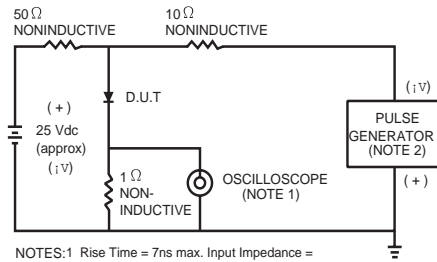 50 Ω
NONINDUCTIVE
10 Ω
NONINDUCTIVE
(+)
25 Vdc
(approx)
(¡V)
D.U.T
1 Ω
NON-
INDUCTIVE
OSCILLOSCOPE
(NOTE 1)
(¡V)
PULSE
GENERATOR
(NOTE 2)
(+)
NOTES:1 Rise Time = 7ns max. Input Impedance =